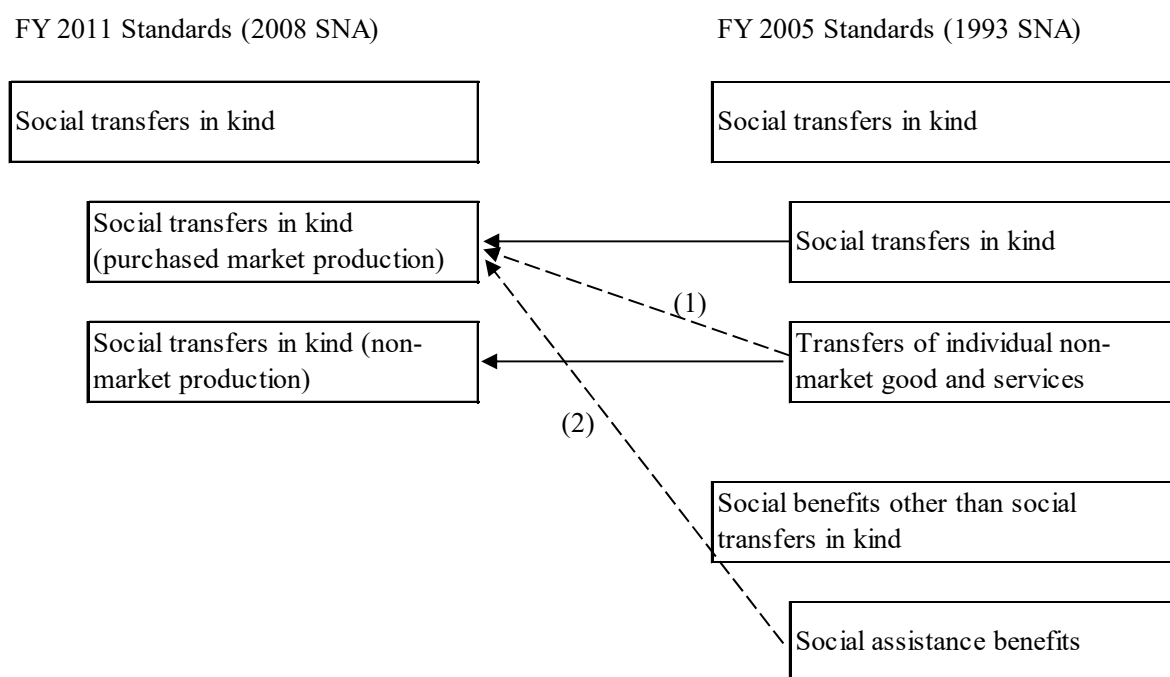 FY 2011 Standards (2008 SNA)
FY 2005 Standards (1993 SNA)
Social transfers in kind
Social transfers in kind
Social transfers in kind
(purchased market production)
Social transfers in kind
(1)
Social transfers in kind (non-
market production)
Transfers of individual non-
market good and services
(2)
Social benefits other than social
transfers in kind
Social assistance benefits